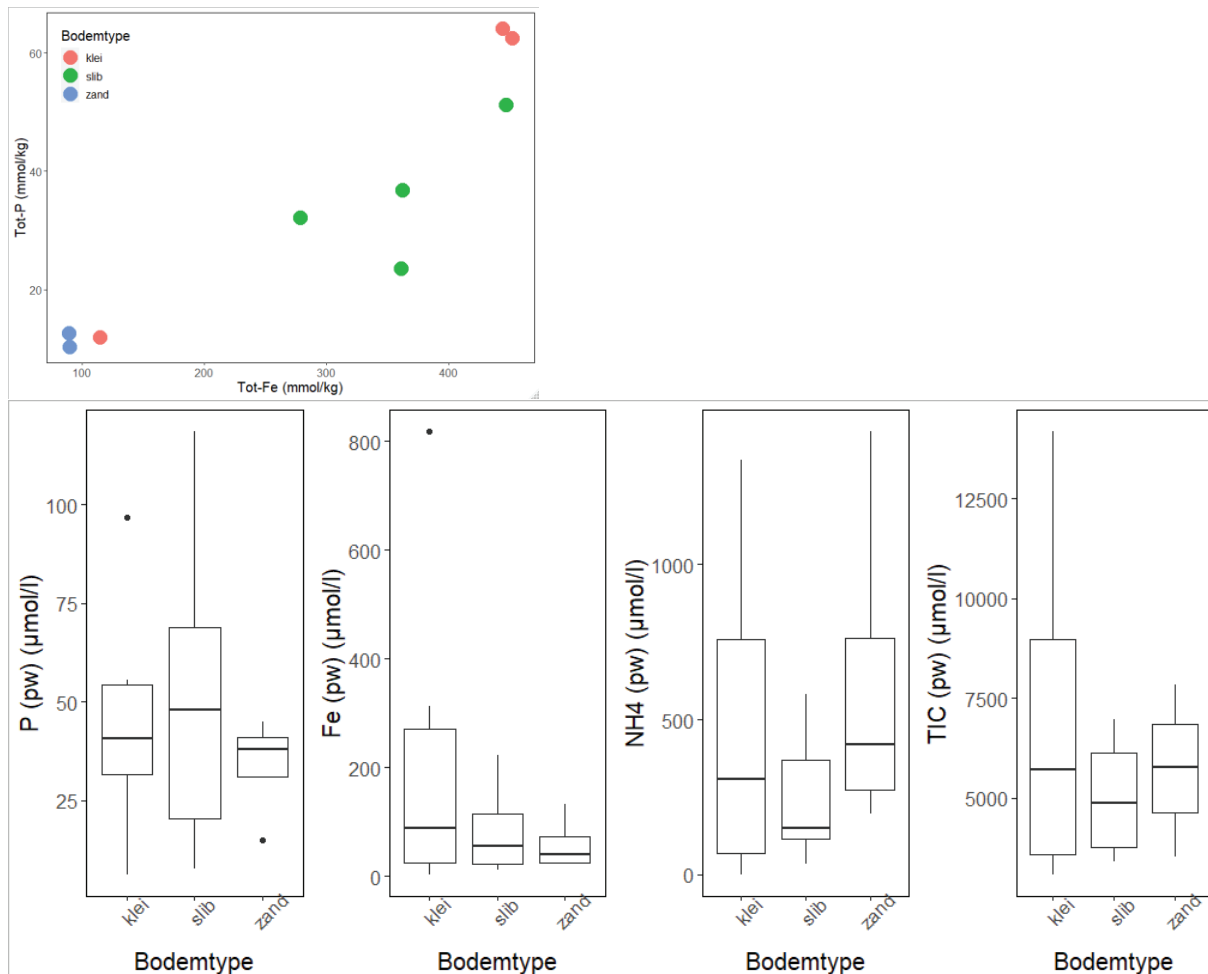 Bodemtype
klei
slib
zand
60
40
20
Tot-P (mmol/kg)
100
200
300
400
Tot-Fe (mmol/kg)
100
75
50
25
P (pw) (µmol/l)
klei
slib
zand
Bodemtype
800
600
400
200
0
Fe (pw) (µmol/l)
klei
slib
zand
Bodemtype
1000
500
0
NH4 (pw) (µmol/l)
klei
slib
zand
Bodemtype
12500
10000
7500
5000
TIC (pw) (µmol/l)
klei
slib
zand
Bodemtype